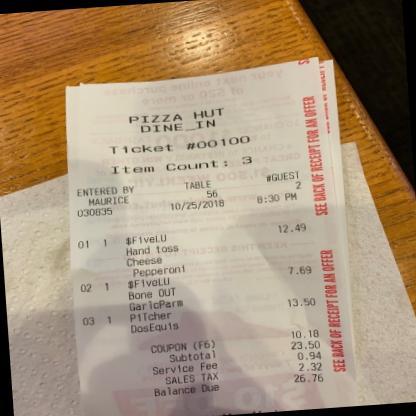 PIZZA HUT
DINE_IN
Ticket #00100
Item Count: 3
ENTERED BY TABLE #GUEST
MAURICE 56 2
030835 10/25/2018 8:30 PM
01 1 $FiveLU 12.49
Hand toss
Cheese
Pepperoni
02 1 $FiveLU 7.69
Bone OUT
GarlcParm
03 1 PiTcher 13.50
DosEquis
COUPON (F6) 10.18
Subtotal 23.50
Service Fee 0.94
SALES TAX 2.32
Balance Due 26.76
SEE BACK OF RECEIPT FOR AN OFFER
SEE BACK OF RECEIPT FOR AN OFFER